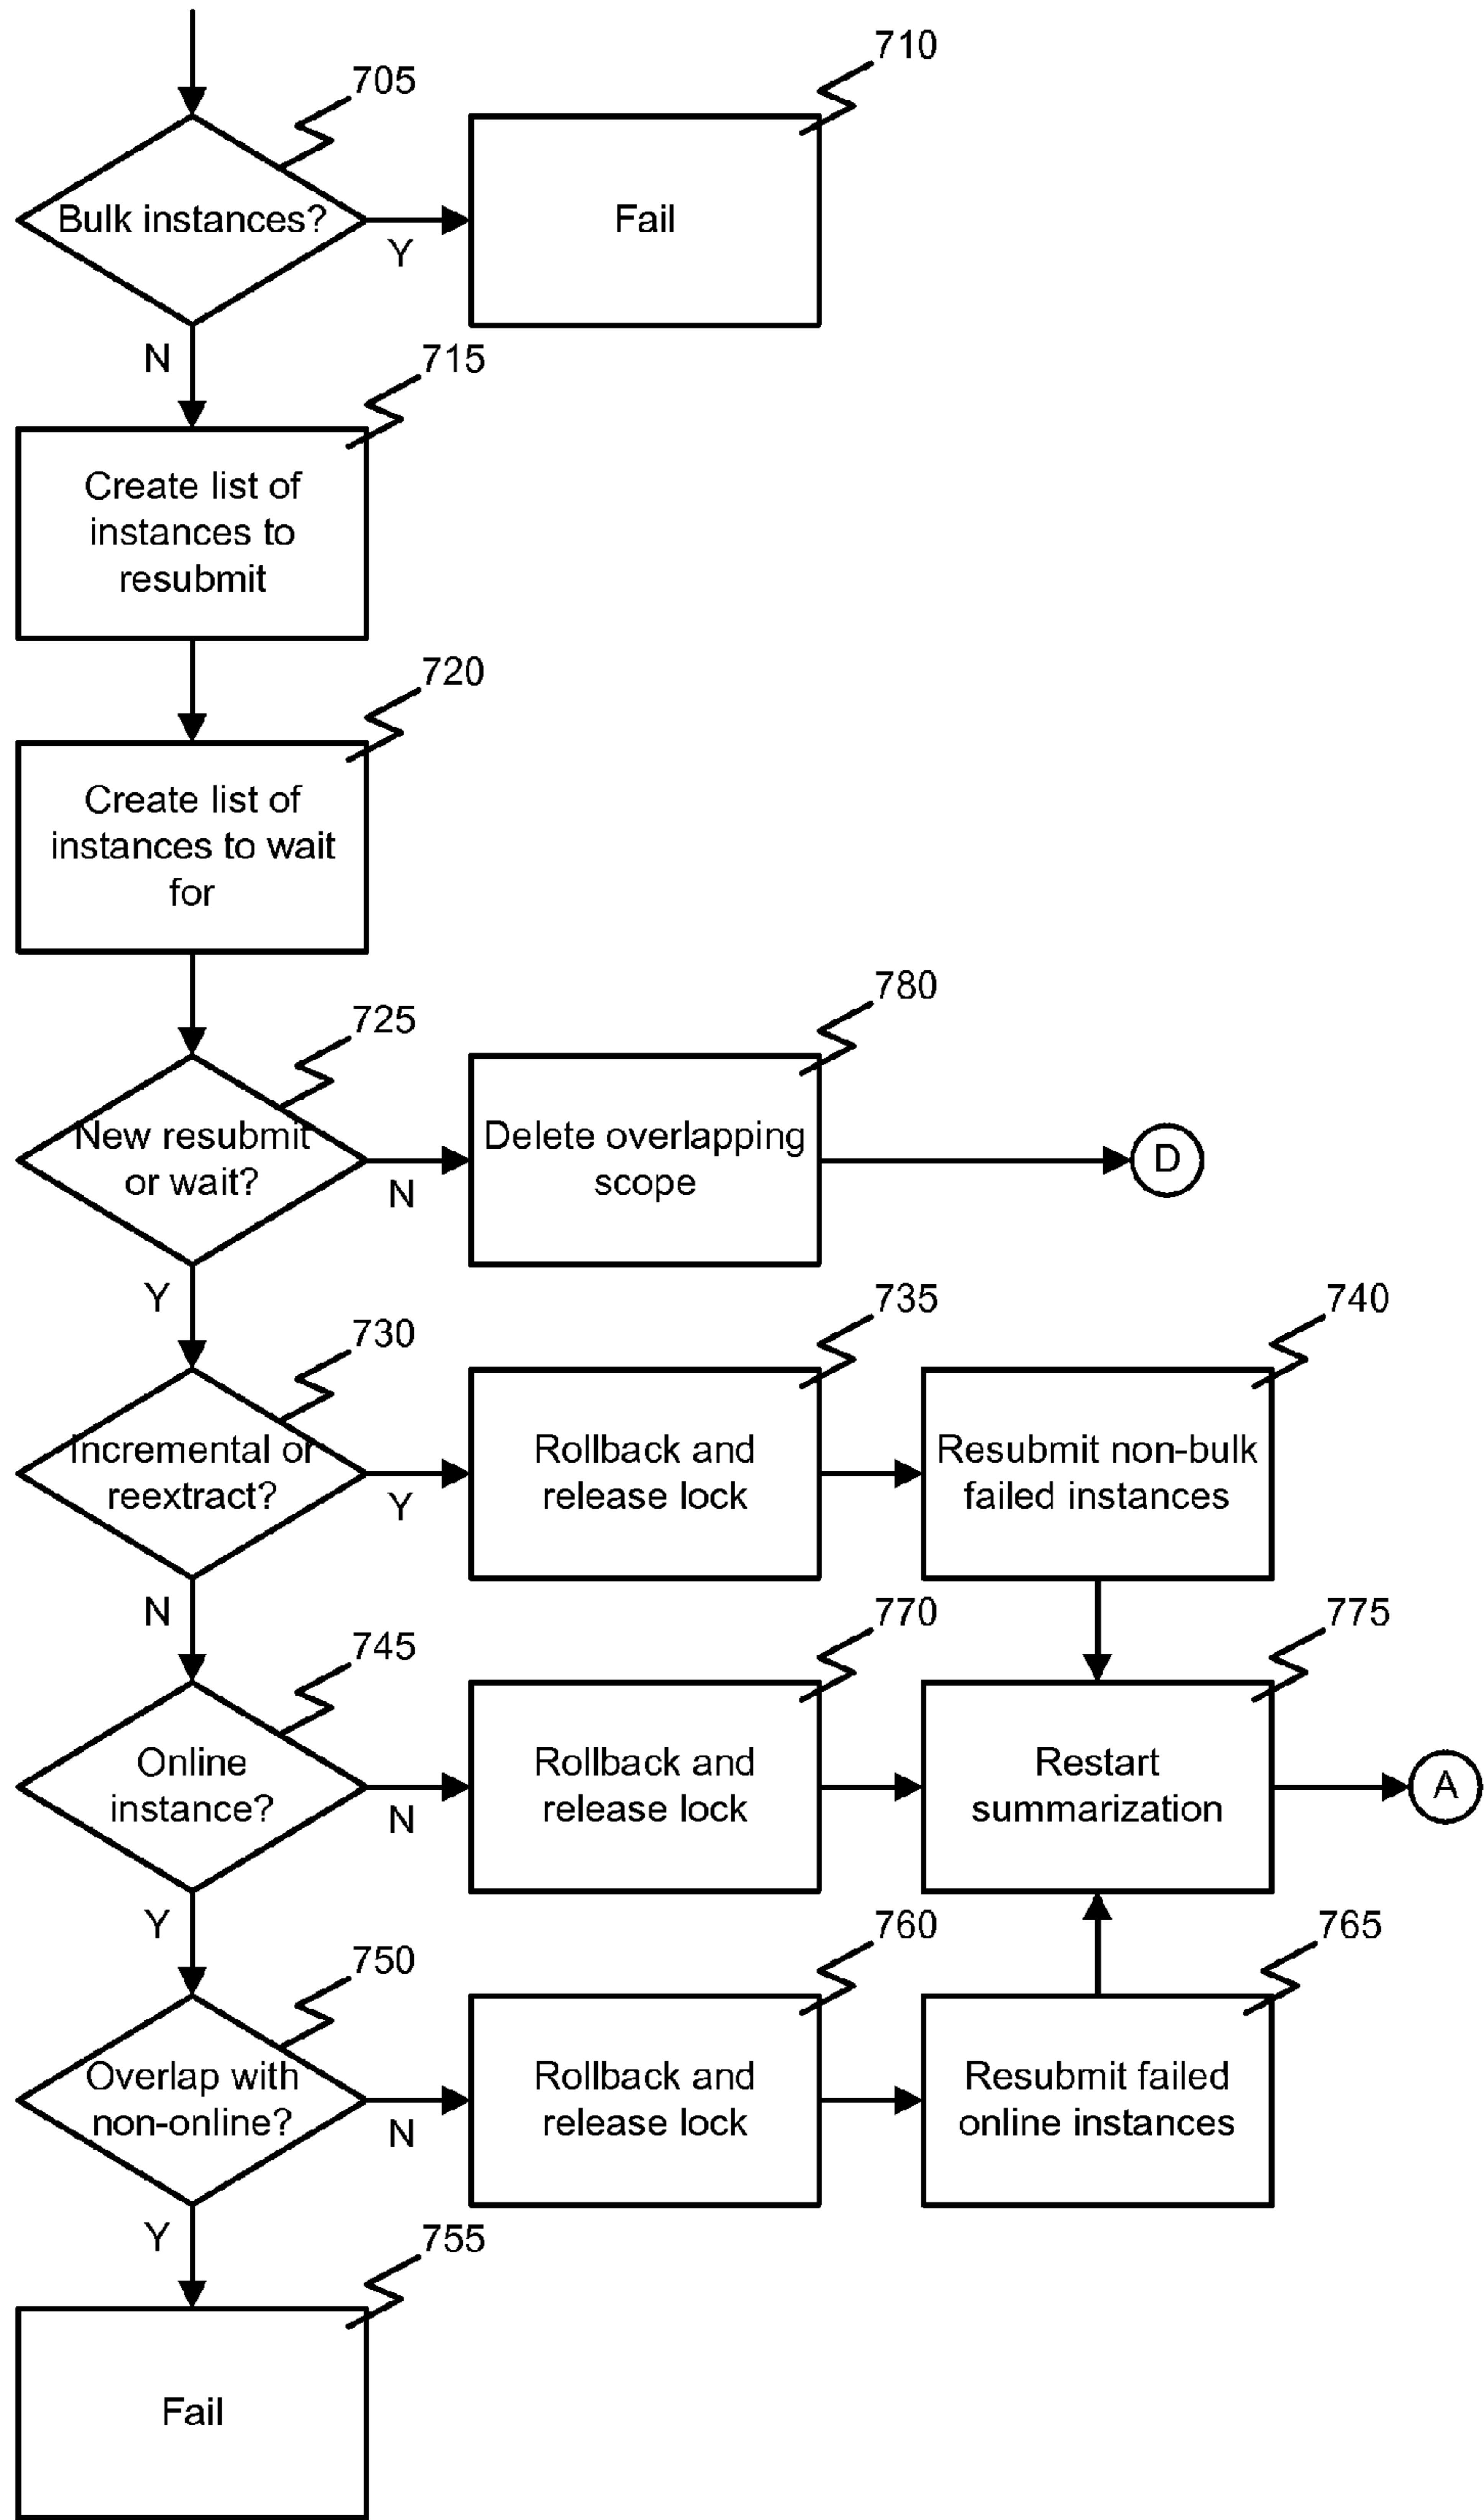 710
705
Bulk instances?
Fail
Y
N
715
Create list of
instances to
resubmit
720
Create list of
instances to wait
for
780
725
New resubmit
or wait?
Delete overlapping
scope
D
N
Y
735
740
730
Incremental or
reextract?
Rollback and
release lock
Resubmit non-bulk
failed instances
Y
N
770
775
745
Online
instance?
Rollback and
release lock
Restart
summarization
A
N
Y
760
765
750
Overlap with
non-online?
Rollback and
release lock
Resubmit failed
online instances
N
Y
755
Fail